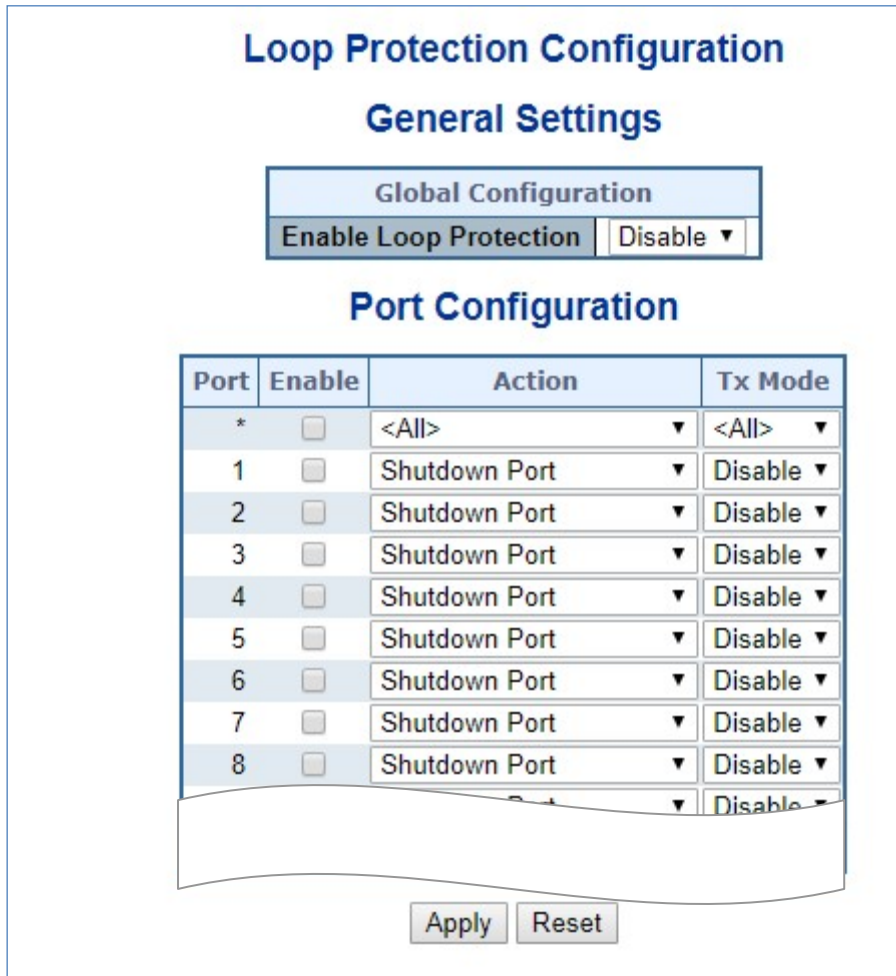 Loop Protection Configuration
General Settings
Global Configuration
Enable Loop Protection Disable
Port Configuration
Port Enable Action Tx Mode
* <All> <All>
1 Shutdown Port Disable
2 Shutdown Port Disable
3 Shutdown Port Disable
4 Shutdown Port Disable
5 Shutdown Port Disable
6 Shutdown Port Disable
7 Shutdown Port Disable
8 Shutdown Port Disable
Disable
Apply Reset